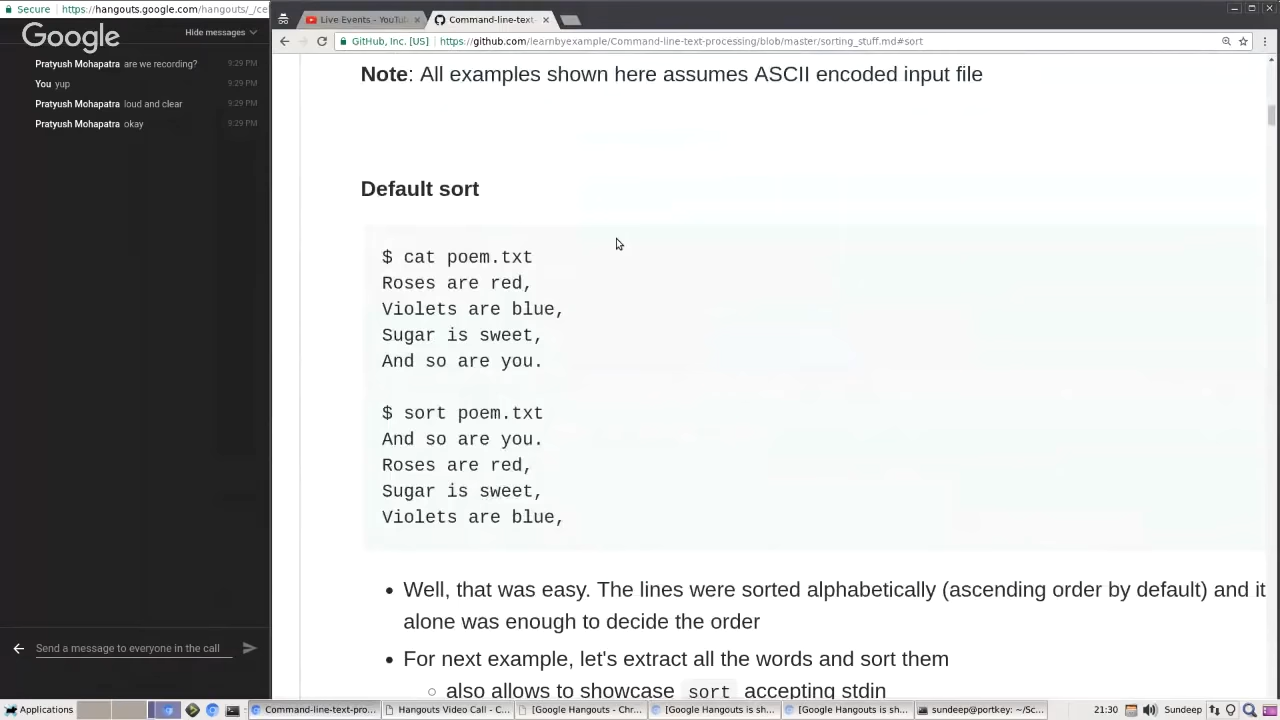 Secure https://hangouts.google.com/hangouts/_/ce
Google
Hide messages
Pratyush Mohapatra are we recording? 9:29 PM
You yup 9:29 PM
Pratyush Mohapatra loud and clear 9:29 PM
Pratyush Mohapatra okay 9:29 PM
Send a message to everyone in the call
Live Events - YouTu
Command-line-text-
GitHub, Inc. [US] https://github.com/learnbyexample/Command-line-text-processing/blob/master/sorting_stuff.md#sort
Note: All examples shown here assumes ASCII encoded input file
Default sort
$ cat poem.txt
Roses are red,
Violets are blue,
Sugar is sweet,
And so are you.
$ sort poem.txt
And so are you.
Roses are red,
Sugar is sweet,
Violets are blue,
Well, that was easy. The lines were sorted alphabetically (ascending order by default) and it
alone was enough to decide the order
For next example, let's extract all the words and sort them
also allows to showcase sort accepting stdin
Applications Command-line-text-pro... Hangouts Video Call - C... [Google Hangouts - Chr... [Google Hangouts is sh... [Google Hangouts is sh... sundeep@portkey: ~/Sc... 21:30 Sundeep